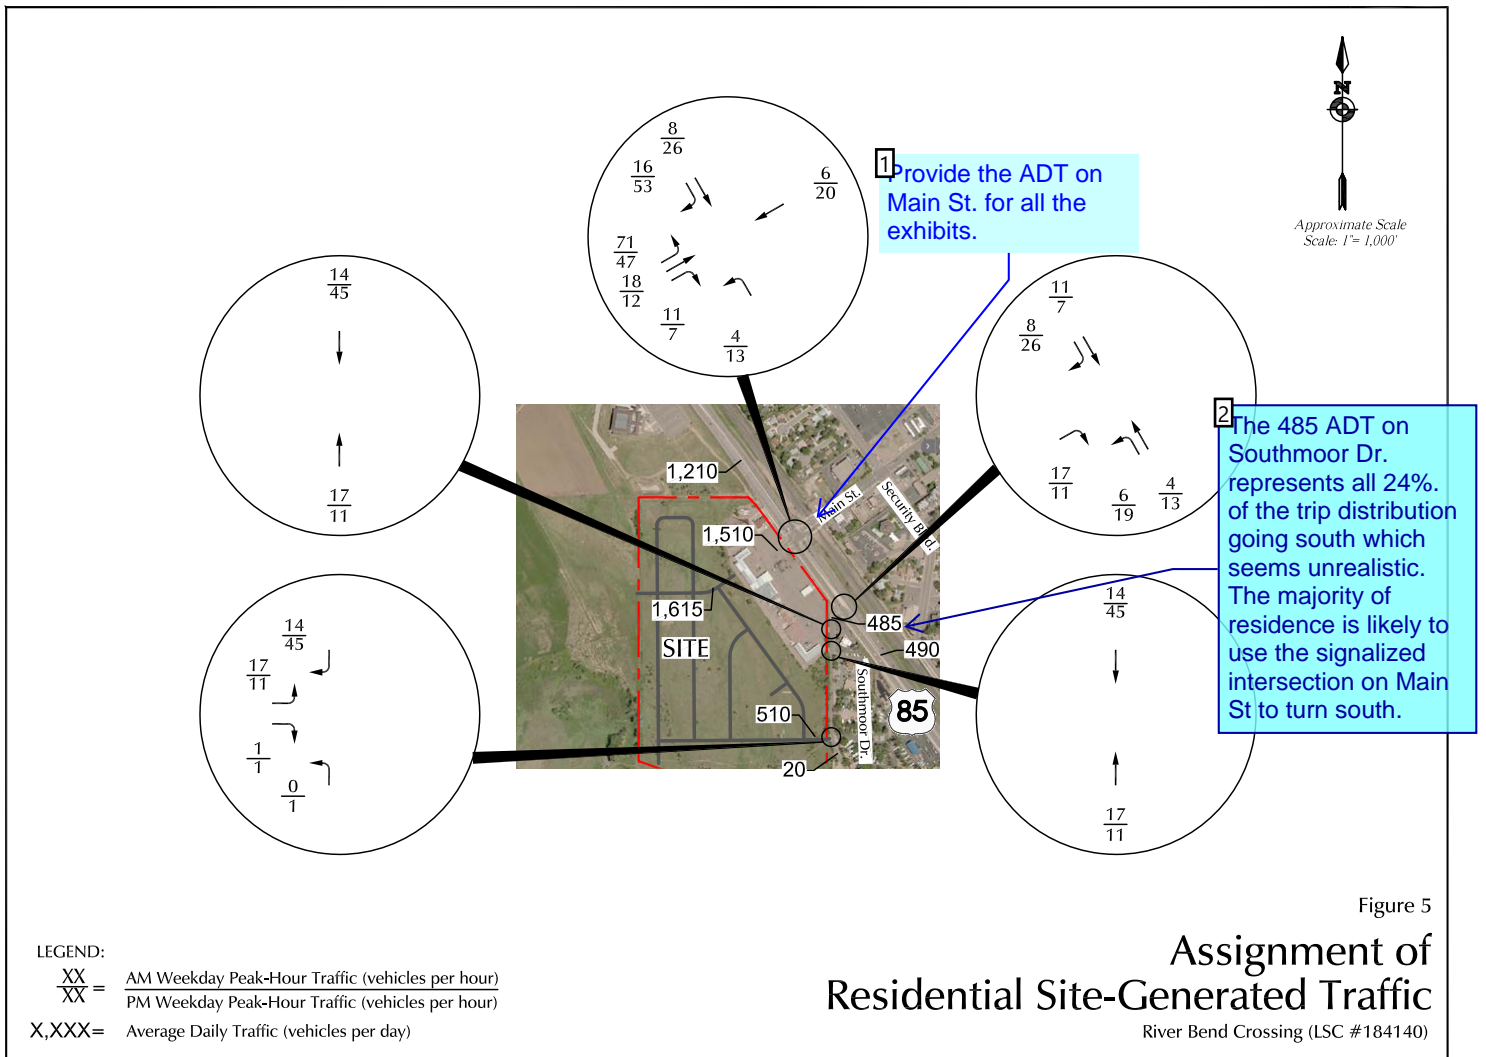 N
Approximate Scale
Scale: 1"= 1,000'
8
26
16
53
6
20
71
47
18
12
11
7
4
13
1
Provide the ADT on
Main St. for all the
exhibits.
14
45
17
11
11
7
8
26
17
11
6
19
4
13
2
The 485 ADT on
Southmoor Dr.
represents all 24%.
of the trip distribution
going south which
seems unrealistic.
The majority of
residence is likely to
use the signalized
intersection on Main
St to turn south.
1,210
Main St.
Security Blvd.
1,510
1,615
485
SITE
490
Southmoor Dr.
85
510
20
14
45
17
11
1
1
0
1
14
45
17
11
Figure 5
Assignment of
Residential Site-Generated Traffic
River Bend Crossing (LSC #184140)
LEGEND:
XX
XX
= AM Weekday Peak-Hour Traffic (vehicles per hour)
PM Weekday Peak-Hour Traffic (vehicles per hour)
X,XXX= Average Daily Traffic (vehicles per day)